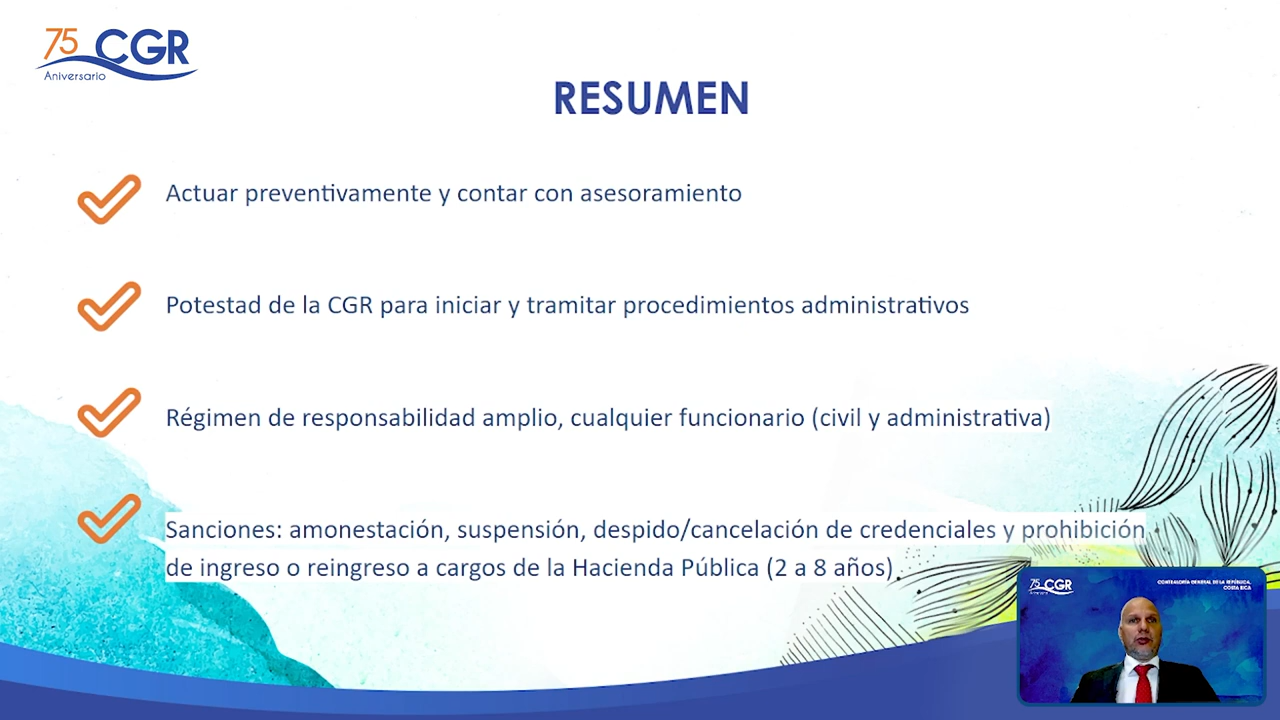 75 CGR
Aniversario
RESUMEN
Actuar preventivamente y contar con asesoramiento
Potestad de la CGR para iniciar y tramitar procedimientos administrativos
Régimen de responsabilidad amplio, cualquier funcionario (civil y administrativa)
Sanciones: amonestación, suspensión, despido/cancelación de credenciales y prohibición
de ingreso o reingreso a cargos de la Hacienda Pública (2 a 8 años)
75 CGR
CONTRALORÍA GENERAL DE LA REPÚBLICA,
COSTA RICA